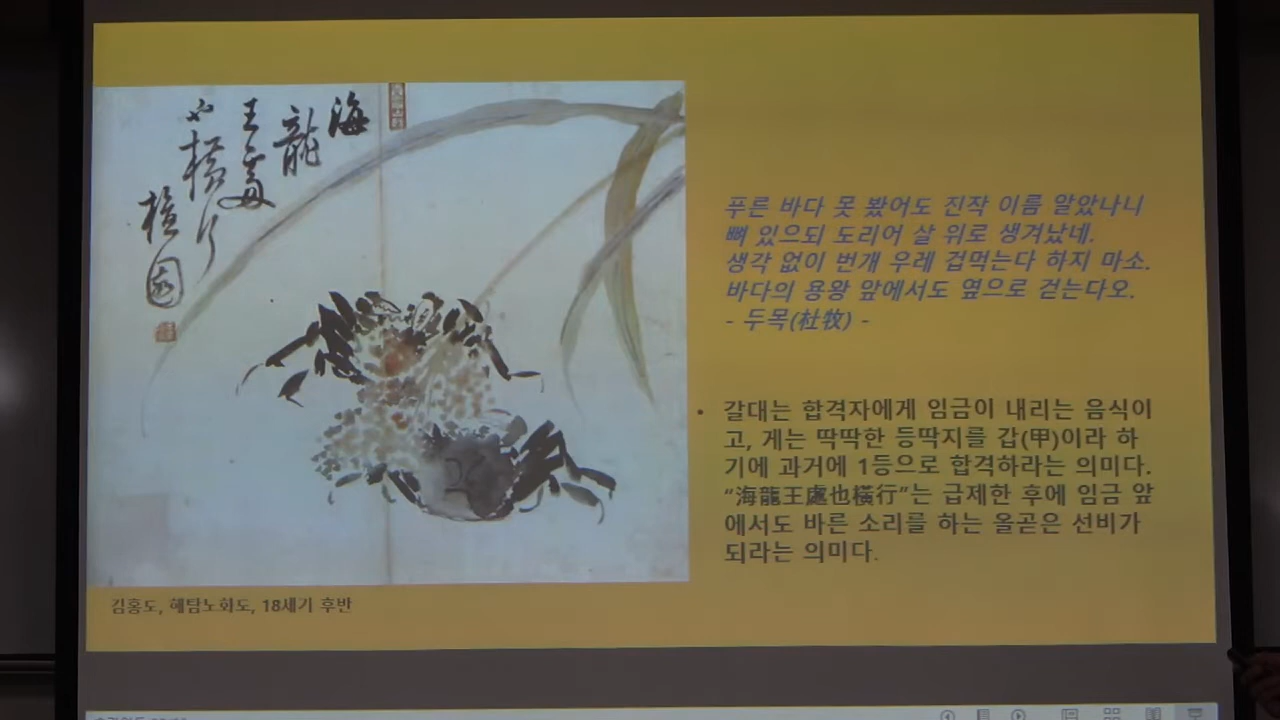 海
龍
王處
也橫行
檀
園
푸른 바다 못 봤어도 진작 이름 알았나니
뼈 있으되 도리어 살 위로 생겨났네.
생각 없이 번개 우레 겁먹는다 하지 마소.
바다의 용왕 앞에서도 옆으로 걷는다오.
- 두목(杜牧) -
• 갈대는 합격자에게 임금이 내리는 음식이
고, 게는 딱딱한 등딱지를 갑(甲)이라 하
기에 과거에 1등으로 합격하라는 의미다.
“海龍王處也橫行”는 급제한 후에 임금 앞
에서도 바른 소리를 하는 올곧은 선비가
되라는 의미다.
김홍도, 해탐노화도, 18세기 후반